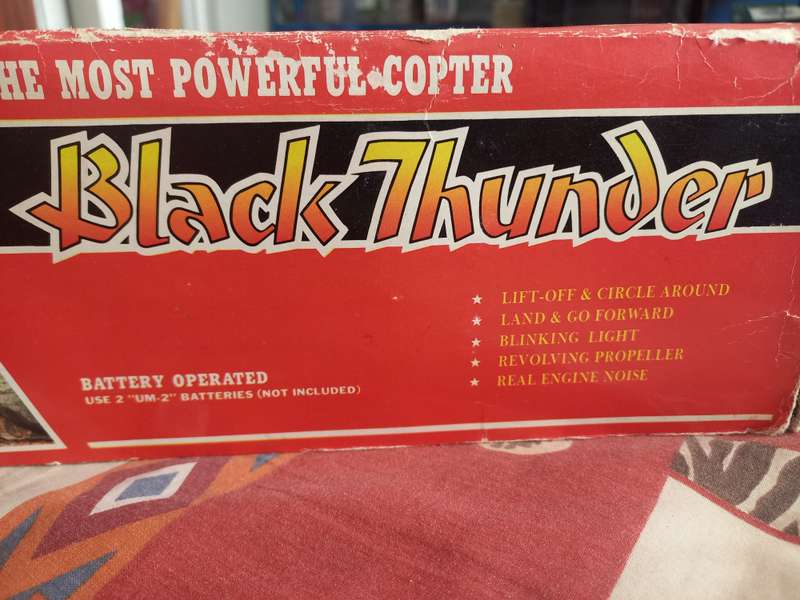 HE MOST POWERFUL COPTER
Black Thunder
★ LIFT-OFF & CIRCLE AROUND
★ LAND & GO FORWARD
★ BLINKING LIGHT
★ REVOLVING PROPELLER
★ REAL ENGINE NOISE
BATTERY OPERATED
USE 2 "UM-2" BATTERIES (NOT INCLUDED)